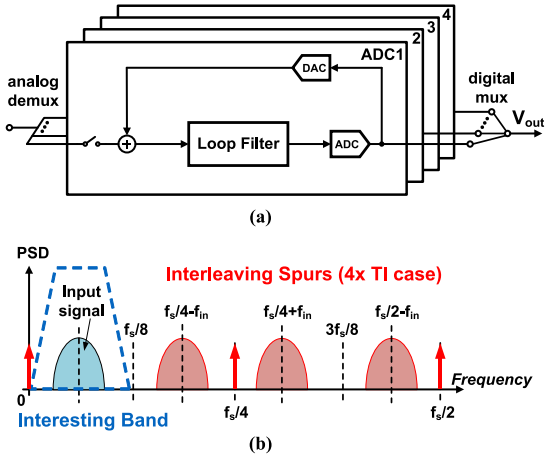 4
3
2
ADC1
analog
demux
DAC
Loop Filter
ADC
digital
mux
Vout
(a)
PSD
Interleaving Spurs (4x TI case)
Input
signal
fs/8
fs/4-fin
fs/4+fin
3fs/8
fs/2-fin
0
Frequency
fs/4
fs/2
Interesting Band
(b)